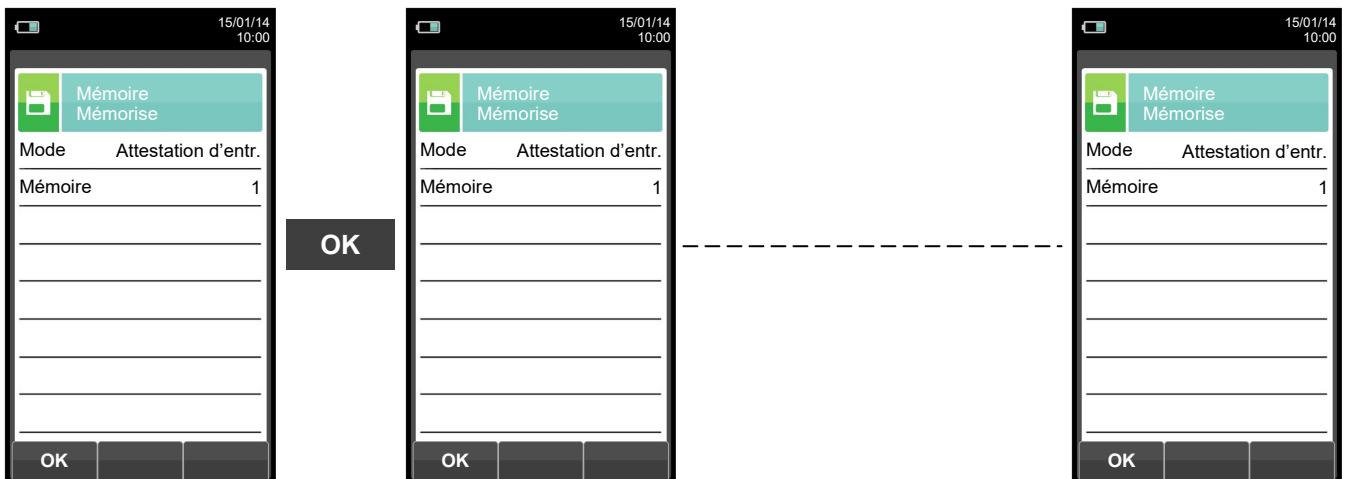 15/01/14
10:00
Mémoire
Mémorise
Mode Attestation d’entr.
Mémoire 1
OK
OK
15/01/14
10:00
Mémoire
Mémorise
Mode Attestation d’entr.
Mémoire 1
OK
15/01/14
10:00
Mémoire
Mémorise
Mode Attestation d’entr.
Mémoire 1
OK